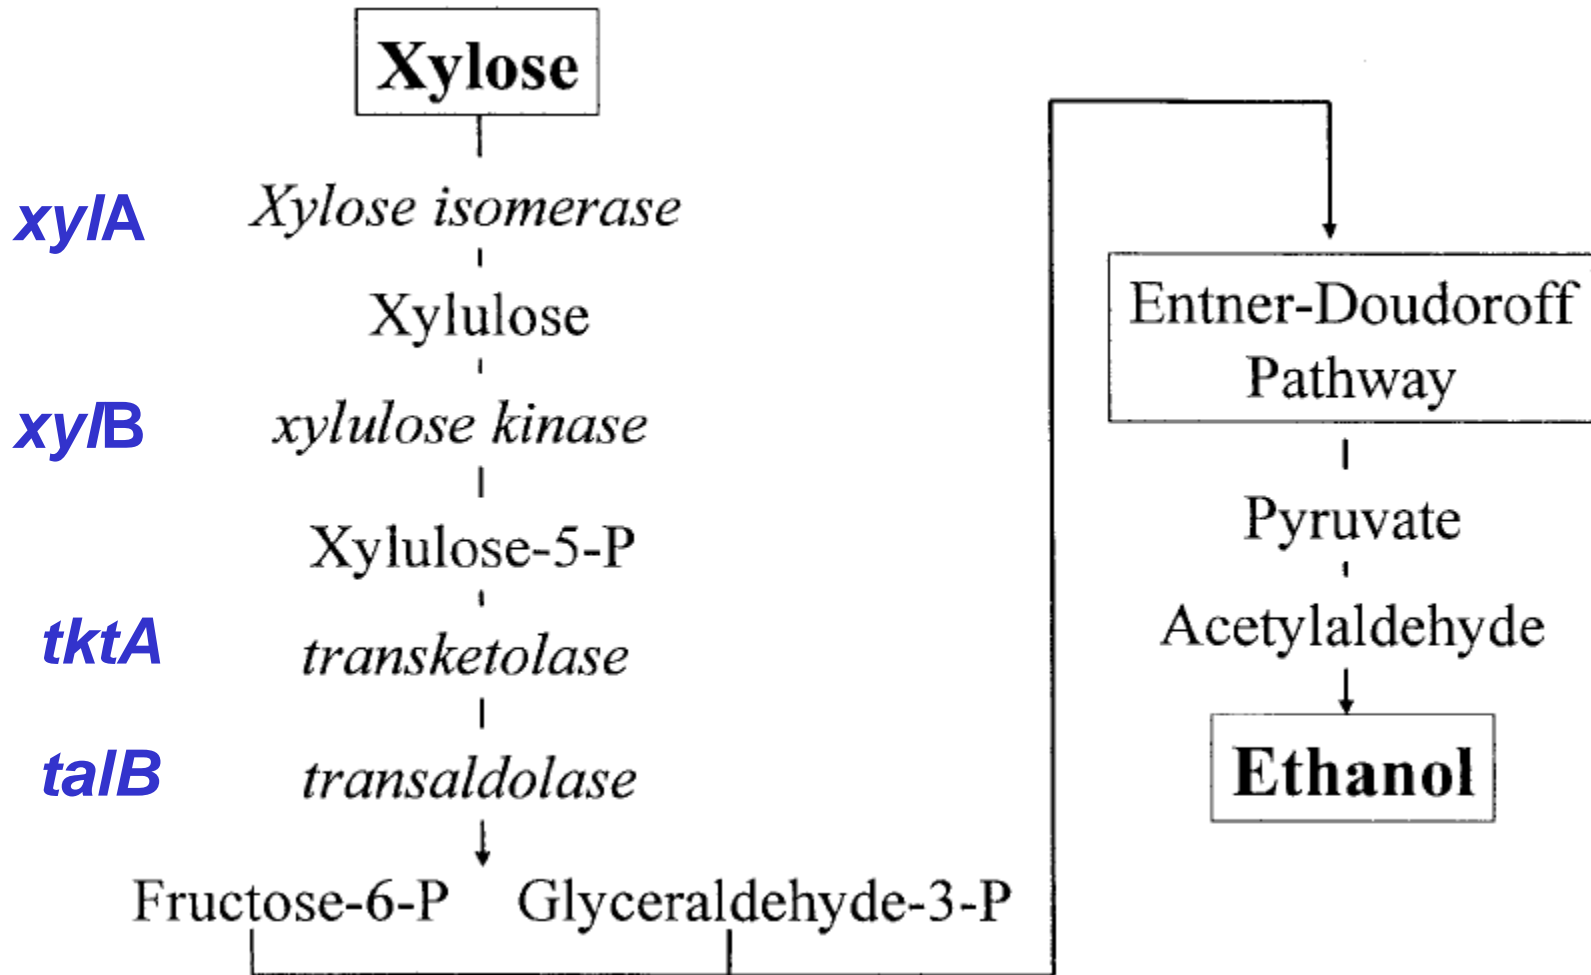 Xylose
xylA
Xylose isomerase
Xylulose
xylB
xylulose kinase
Xylulose-5-P
tktA
transketolase
talB
transaldolase
Fructose-6-P
Glyceraldehyde-3-P
Entner-Doudoroff
Pathway
Pyruvate
Acetylaldehyde
Ethanol